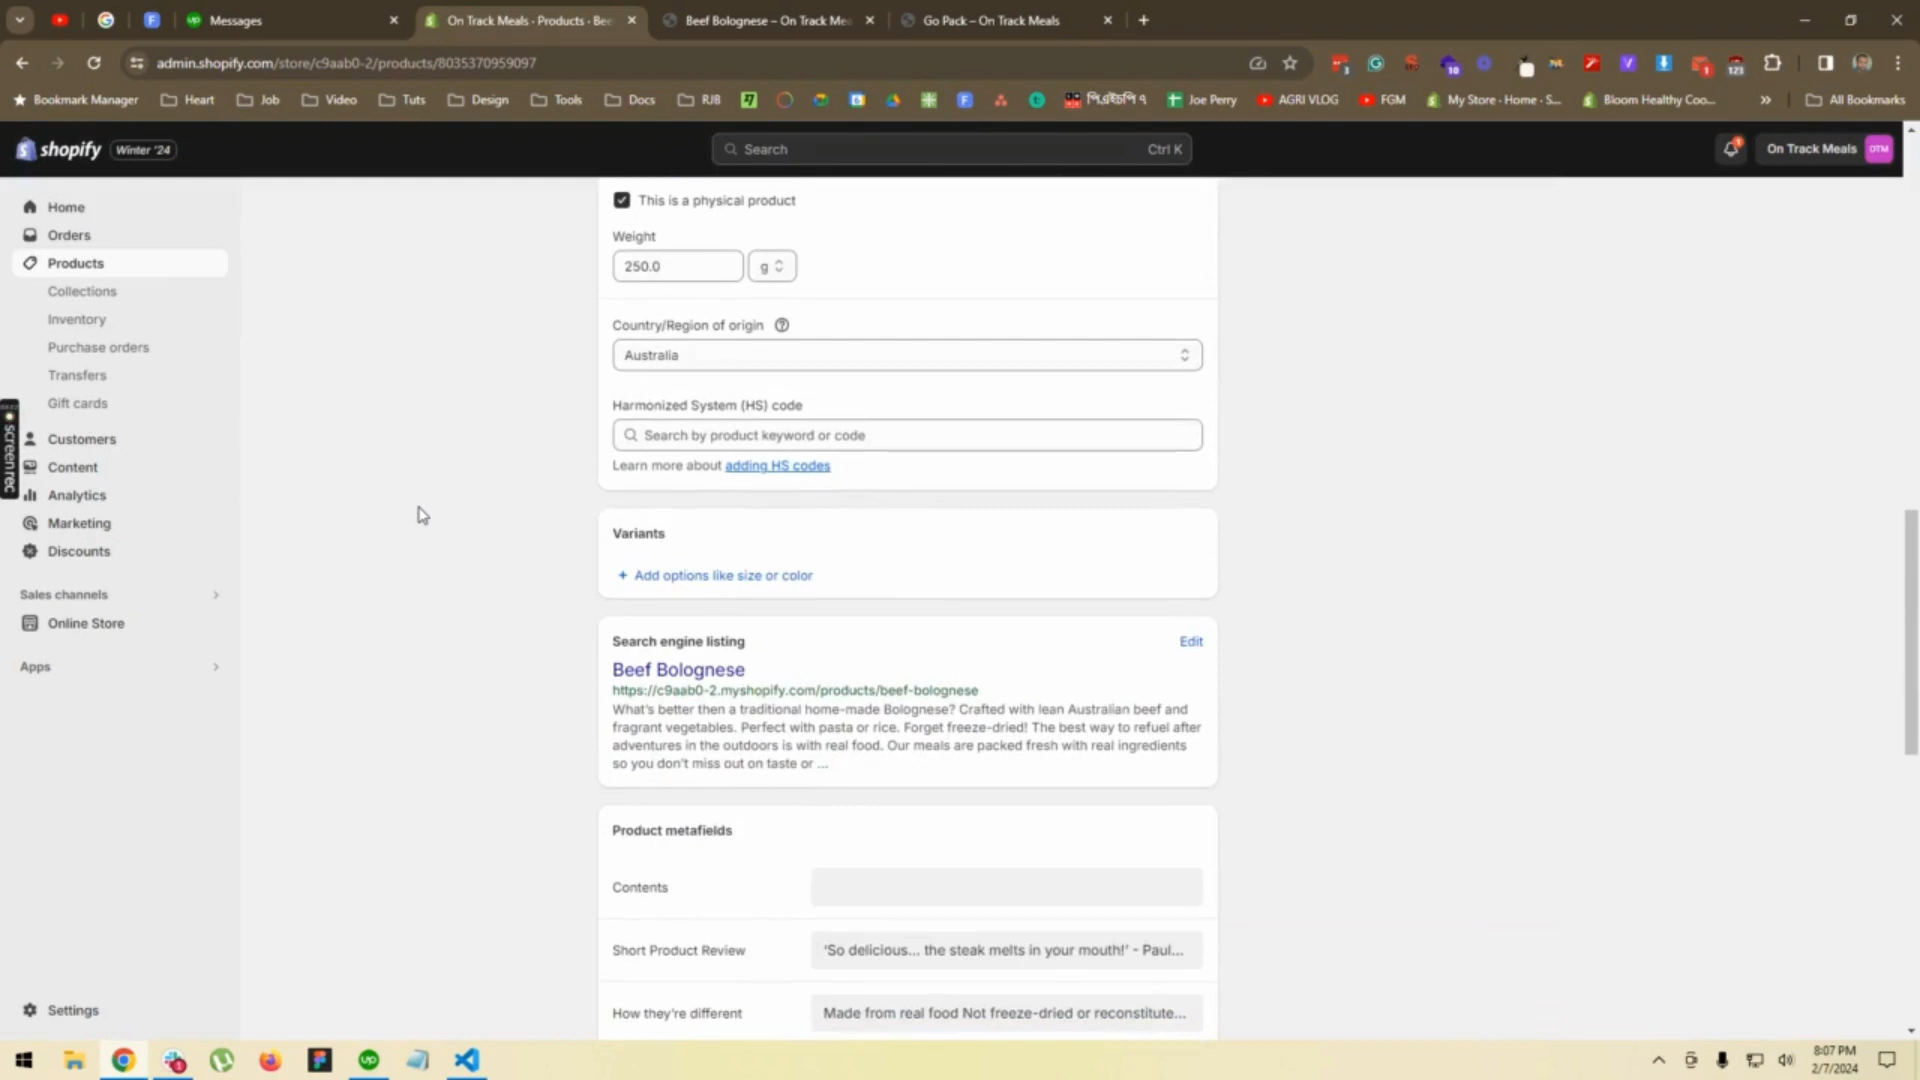 Messages
On Track Meals · Products · Bee
Beef Bolognese – On Track Me
Go Pack – On Track Meals
admin.shopify.com/store/c9aab0-2/products/8035370959097
Bookmark Manager
Heart
Job
Video
Tuts
Design
Tools
Docs
RJB
Joe Perry
AGRI VLOG
FGM
My Store · Home · S...
Bloom Healthy Coo...
All Bookmarks
shopify
Winter '24
Search
Ctrl K
On Track Meals
OTM
Home
Orders
Products
Collections
Inventory
Purchase orders
Transfers
Gift cards
Customers
Content
Analytics
Marketing
Discounts
Sales channels
Online Store
Apps
Settings
screenrec
This is a physical product
Weight
250.0
g
Country/Region of origin
Australia
Harmonized System (HS) code
Search by product keyword or code
Learn more about adding HS codes
Variants
+ Add options like size or color
Search engine listing
Edit
Beef Bolognese
https://c9aab0-2.myshopify.com/products/beef-bolognese
What's better then a traditional home-made Bolognese? Crafted with lean Australian beef and
fragrant vegetables. Perfect with pasta or rice. Forget freeze-dried! The best way to refuel after
adventures in the outdoors is with real food. Our meals are packed fresh with real ingredients
so you don't miss out on taste or ...
Product metafields
Contents
Short Product Review
'So delicious... the steak melts in your mouth!' - Paul...
How they're different
Made from real food Not freeze-dried or reconstitute...
8:07 PM
2/7/2024